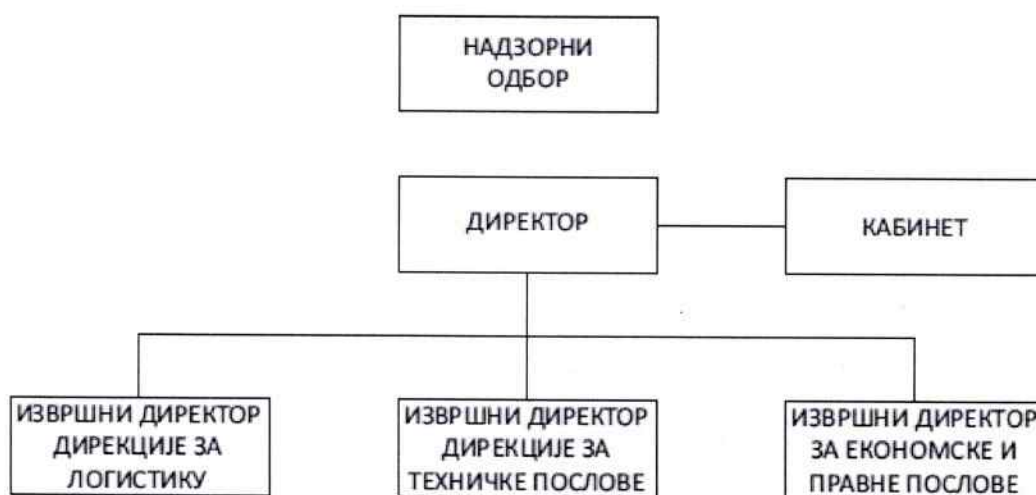 НАДЗОРНИ
ОДБОР
ДИРЕКТОР
КАБИНЕТ
ИЗВРШНИ ДИРЕКТОР
ДИРЕКЦИЈЕ ЗА
ЛОГИСТИКУ
ИЗВРШНИ ДИРЕКТОР
ДИРЕКЦИЈЕ ЗА
ТЕХНИЧКЕ ПОСЛОВЕ
ИЗВРШНИ ДИРЕКТОР
ЗА ЕКОНОМСКЕ И
ПРАВНЕ ПОСЛОВЕ